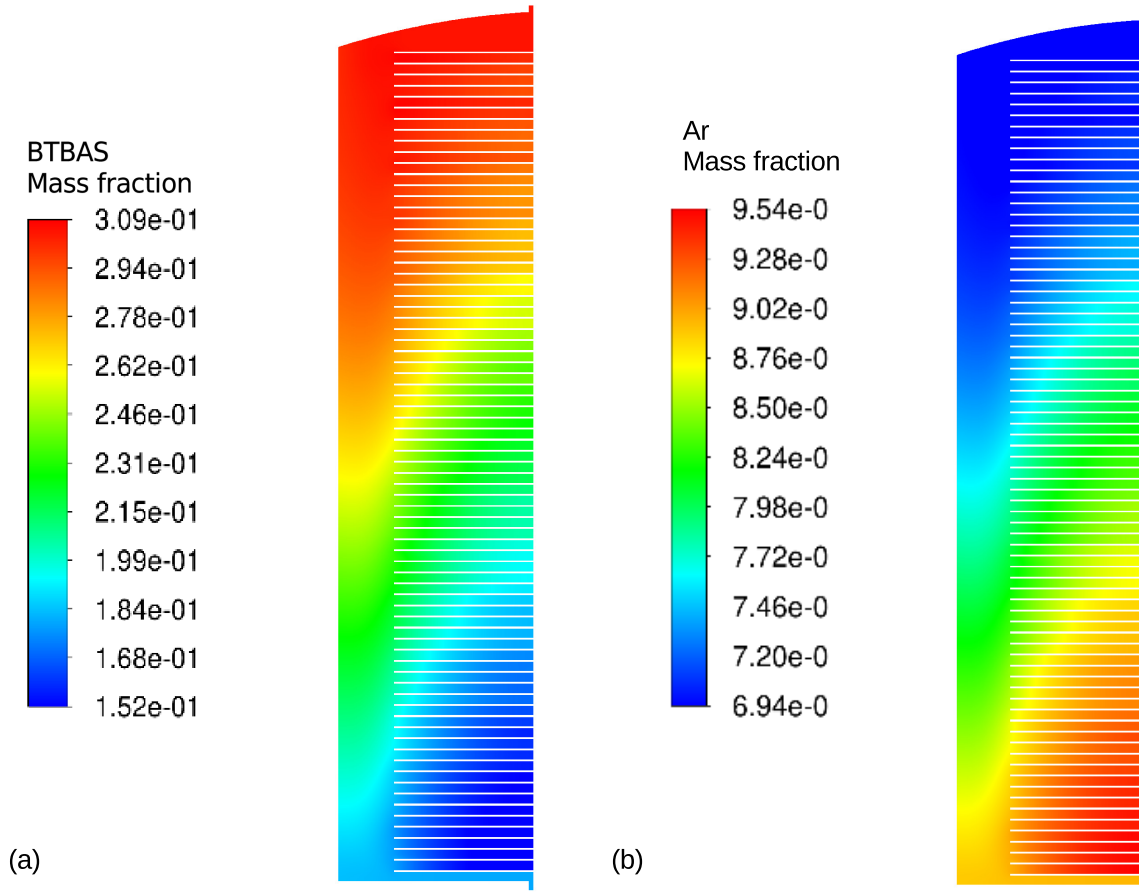 BTBAS
Mass fraction
3.09e-01
2.94e-01
2.78e-01
2.62e-01
2.46e-01
2.31e-01
2.15e-01
1.99e-01
1.84e-01
1.68e-01
1.52e-01
(a)
Ar
Mass fraction
9.54e-0
9.28e-0
9.02e-0
8.76e-0
8.50e-0
8.24e-0
7.98e-0
7.72e-0
7.46e-0
7.20e-0
6.94e-0
(b)